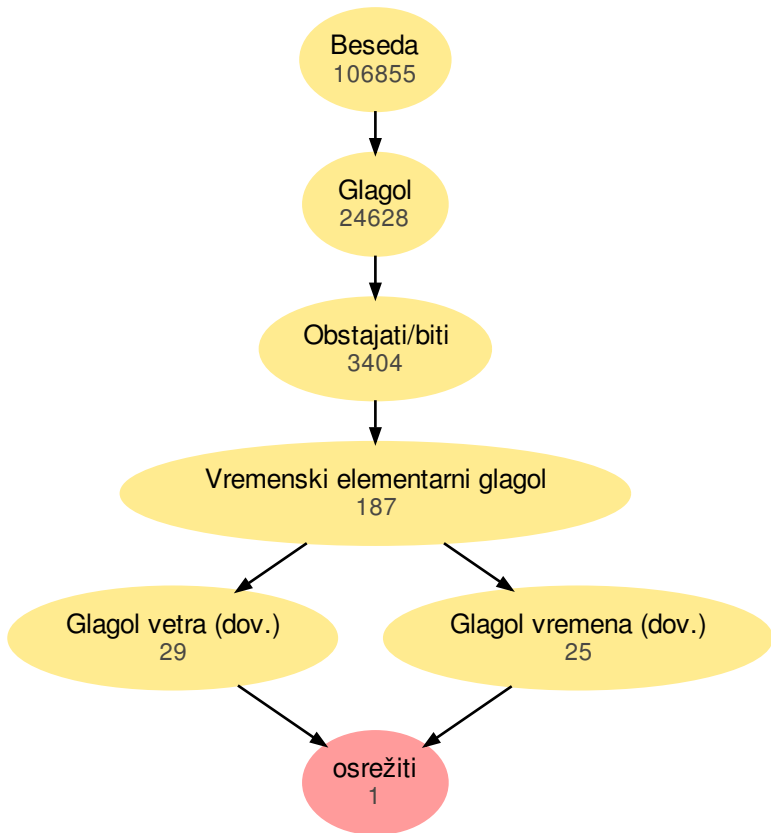 Beseda
106855
Glagol
24628
Obstajati/biti
3404
Vremenski elementarni glagol
187
Glagol vetra (dov.)
29
Glagol vremena (dov.)
25
osrežiti
1